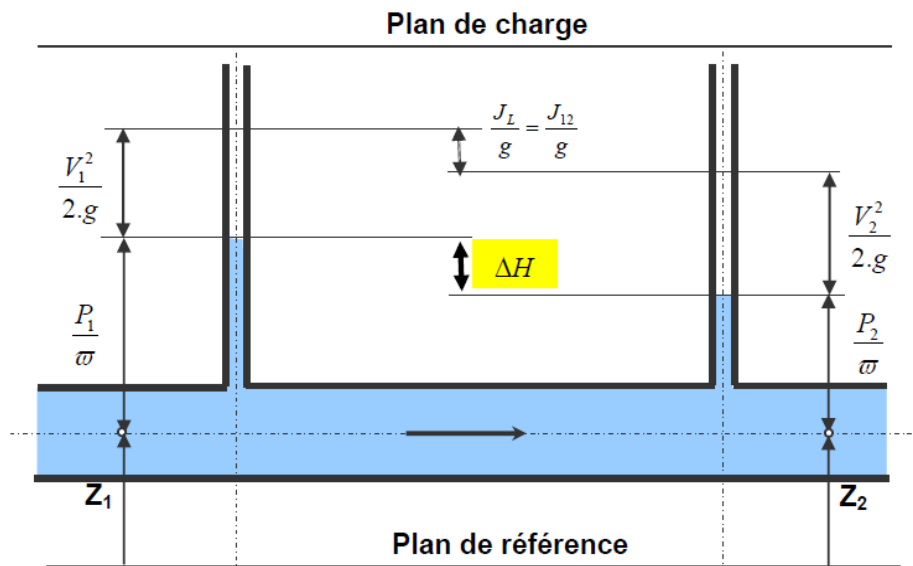 Plan de charge
J_L/g = J_12/g
V_1^2/2.g
V_2^2/2.g
ΔH
P_1/ϖ
P_2/ϖ
Z_1
Z_2
Plan de référence